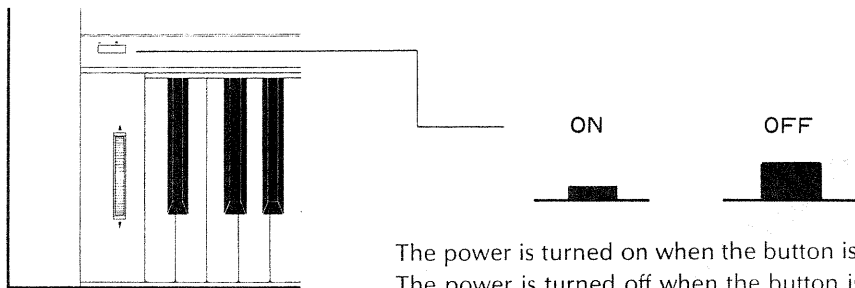 ON OFF
The power is turned on when the button is
The power is turned off when the button is